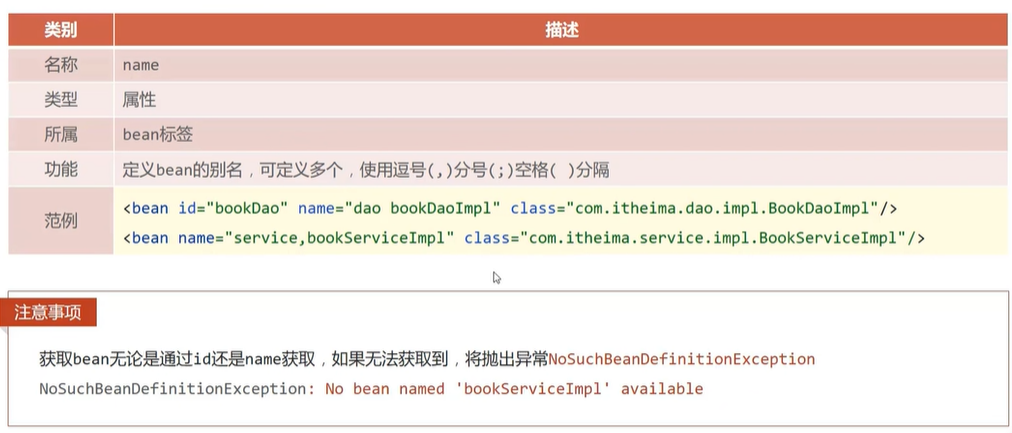 类别 描述
名称 name
类型 属性
所属 bean标签
功能 定义bean的别名，可定义多个，使用逗号(,)分号(;)空格( )分隔
范例 <bean id="bookDao" name="dao bookDaoImpl" class="com.itheima.dao.impl.BookDaoImpl"/>
<bean name="service,bookServiceImpl" class="com.itheima.service.impl.BookServiceImpl"/>
注意事项
获取bean无论是通过id还是name获取，如果无法获取到，将抛出异常NoSuchBeanDefinitionException
NoSuchBeanDefinitionException: No bean named 'bookServiceImpl' available